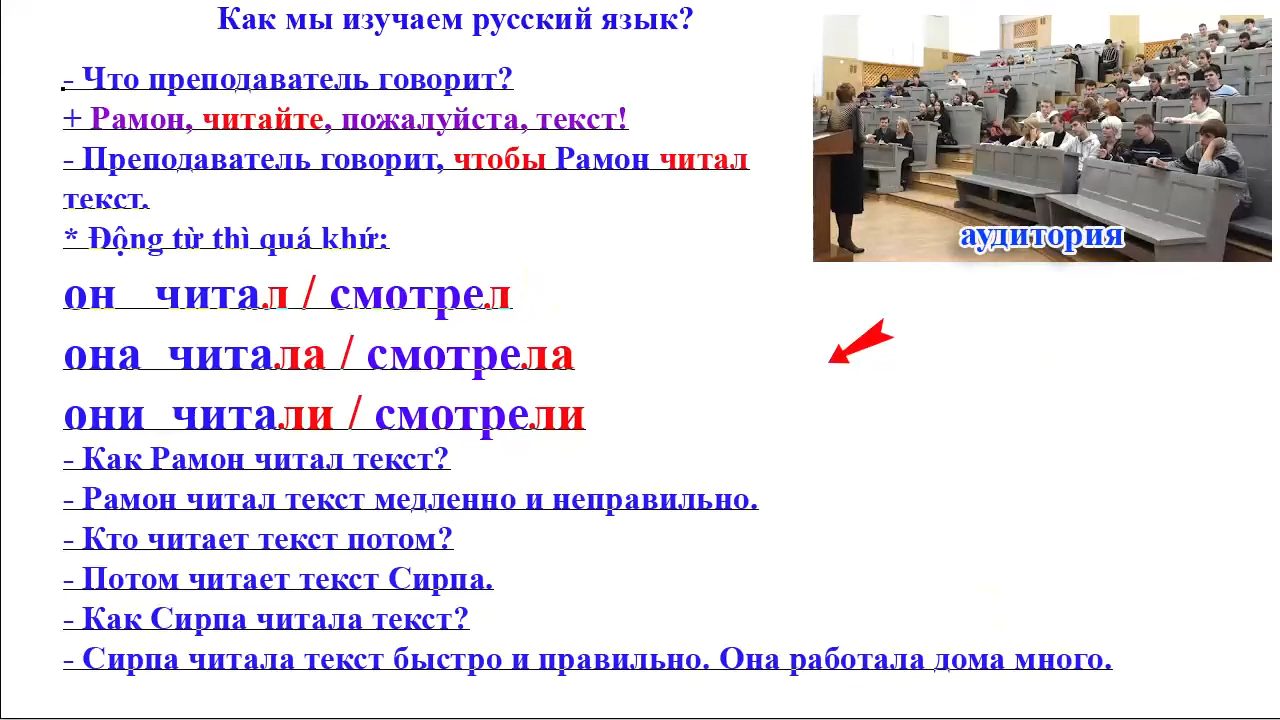 Как мы изучаем русский язык?
- Что преподаватель говорит?
+ Рамон, читайте, пожалуйста, текст!
- Преподаватель говорит, чтобы Рамон читал
текст.
* Động từ thì quá khứ:
он читал / смотрел
она читала / смотрела
они читали / смотрели
- Как Рамон читал текст?
- Рамон читал текст медленно и неправильно.
- Кто читает текст потом?
- Потом читает текст Сирпа.
- Как Сирпа читала текст?
- Сирпа читала текст быстро и правильно. Она работала дома много.
аудитория